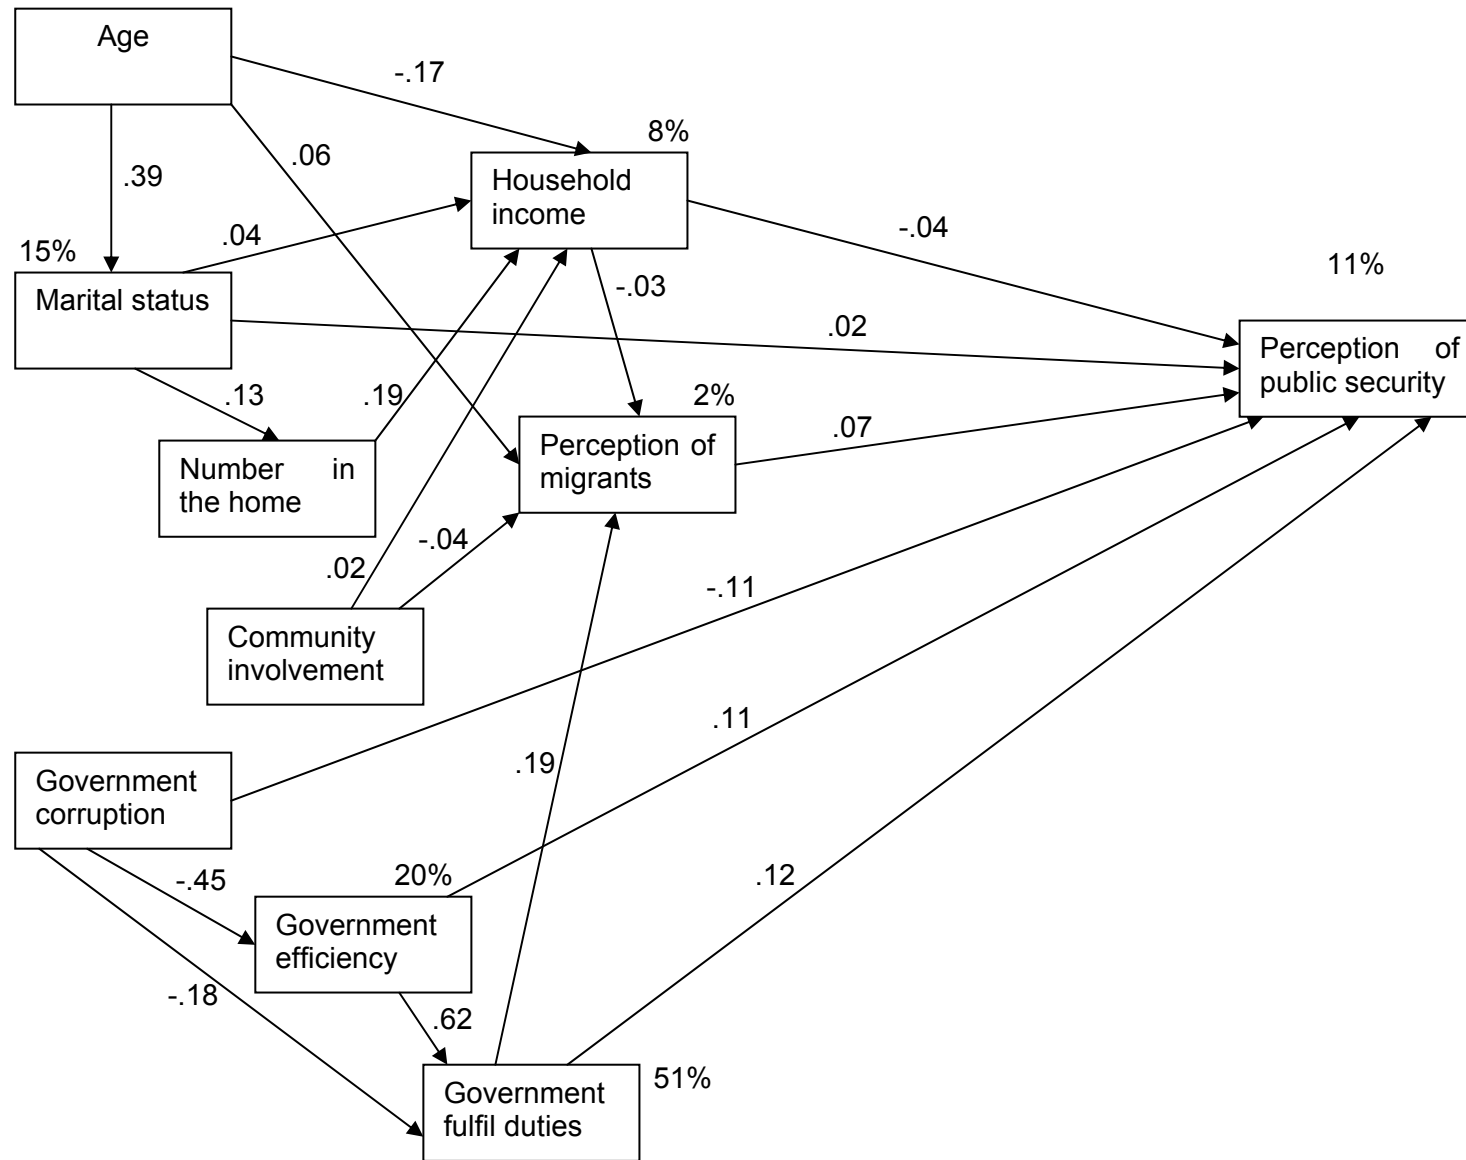 Age
-.17
8%
.06
.39
Household
income
.04
-.04
15%
11%
-.03
Marital status
.02
Perception of
public security
.13
.19
2%
.07
Perception of
migrants
Number in
the home
-.04
.02
-.11
Community
involvement
.11
.19
Government
corruption
-.45
20%
.12
Government
efficiency
-.18
.62
51%
Government
fulfil duties